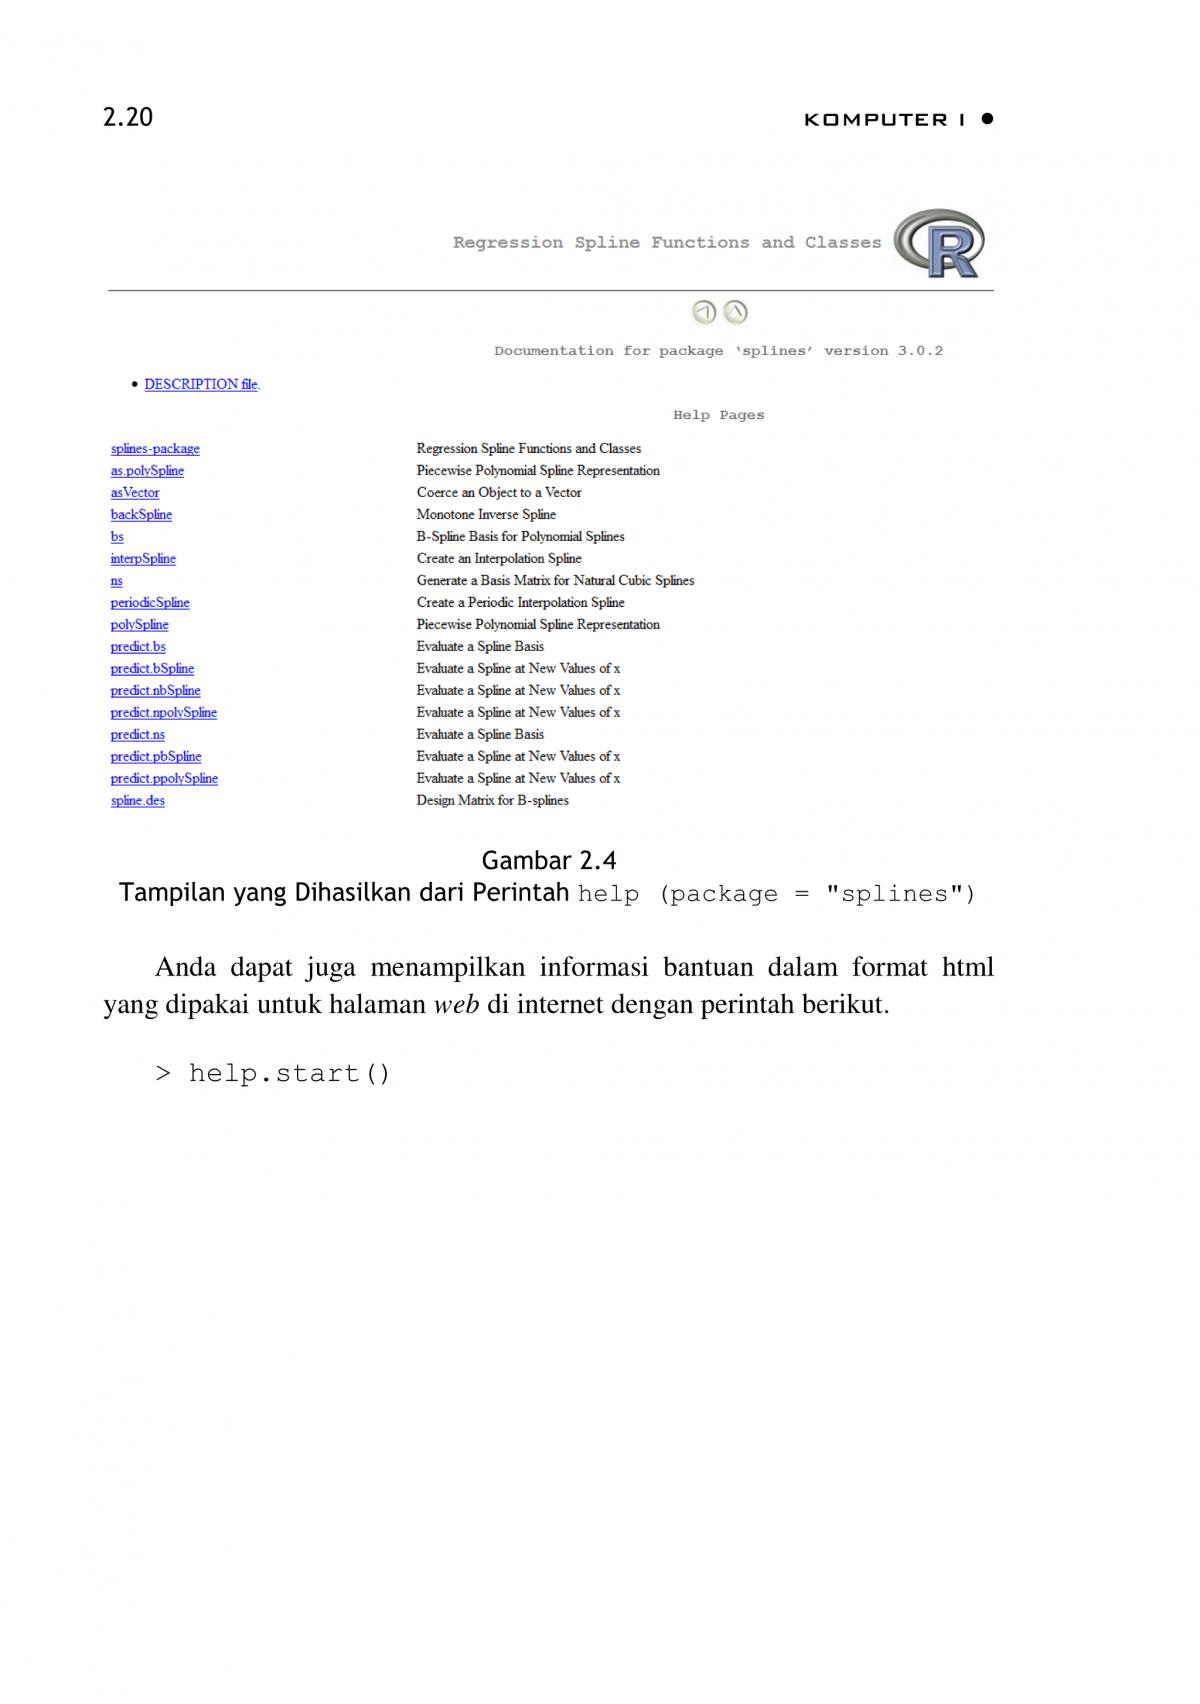 2.20 KOMPUTER I ●
Regression Spline Functions and Classes R
Documentation for package ‘splines’ version 3.0.2
• DESCRIPTION file.
Help Pages
splines-package Regression Spline Functions and Classes
as.polySpline Piecewise Polynomial Spline Representation
asVector Coerce an Object to a Vector
backSpline Monotone Inverse Spline
bs B-Spline Basis for Polynomial Splines
interpSpline Create an Interpolation Spline
ns Generate a Basis Matrix for Natural Cubic Splines
periodicSpline Create a Periodic Interpolation Spline
polySpline Piecewise Polynomial Spline Representation
predict.bs Evaluate a Spline Basis
predict.bSpline Evaluate a Spline at New Values of x
predict.nbSpline Evaluate a Spline at New Values of x
predict.npolySpline Evaluate a Spline at New Values of x
predict.ns Evaluate a Spline Basis
predict.pbSpline Evaluate a Spline at New Values of x
predict.ppolySpline Evaluate a Spline at New Values of x
spline.des Design Matrix for B-splines
Gambar 2.4
Tampilan yang Dihasilkan dari Perintah help (package = "splines")
Anda dapat juga menampilkan informasi bantuan dalam format html
yang dipakai untuk halaman web di internet dengan perintah berikut.
> help.start()